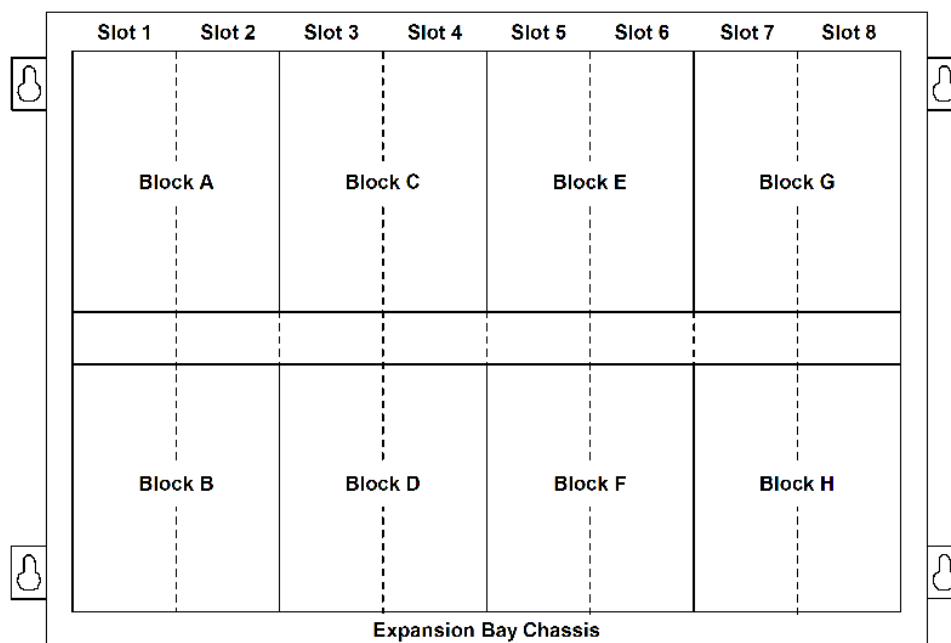 Slot 1 Slot 2 Slot 3 Slot 4 Slot 5 Slot 6 Slot 7 Slot 8
Block A Block C Block E Block G
Block B Block D Block F Block H
Expansion Bay Chassis